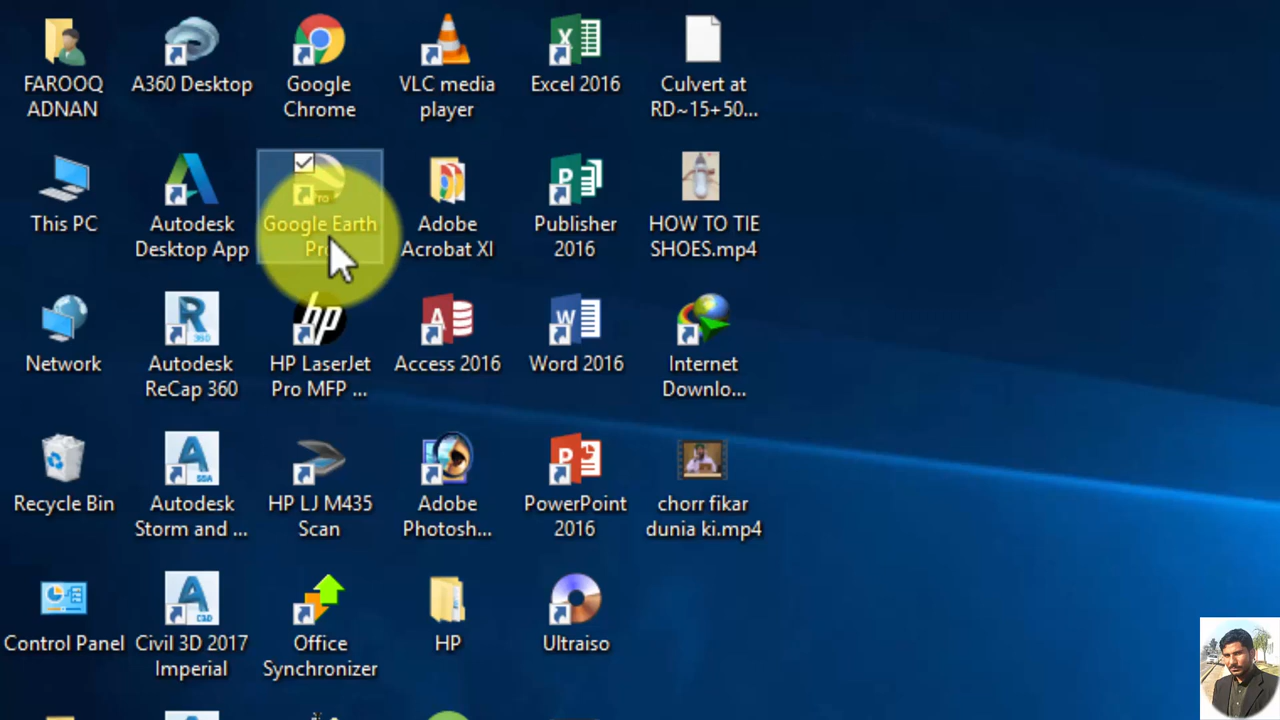 FAROOQ
ADNAN
A360 Desktop
Google
Chrome
VLC media
player
Excel 2016
Culvert at
RD~15+50...
This PC
Autodesk
Desktop App
Google Earth
Pro
Adobe
Acrobat XI
Publisher
2016
HOW TO TIE
SHOES.mp4
Network
Autodesk
ReCap 360
HP LaserJet
Pro MFP ...
Access 2016
Word 2016
Internet
Downlo...
Recycle Bin
Autodesk
Storm and ...
HP LJ M435
Scan
Adobe
Photosh...
PowerPoint
2016
chorr fikar
dunia ki.mp4
Control Panel
Civil 3D 2017
Imperial
Office
Synchronizer
HP
Ultraiso